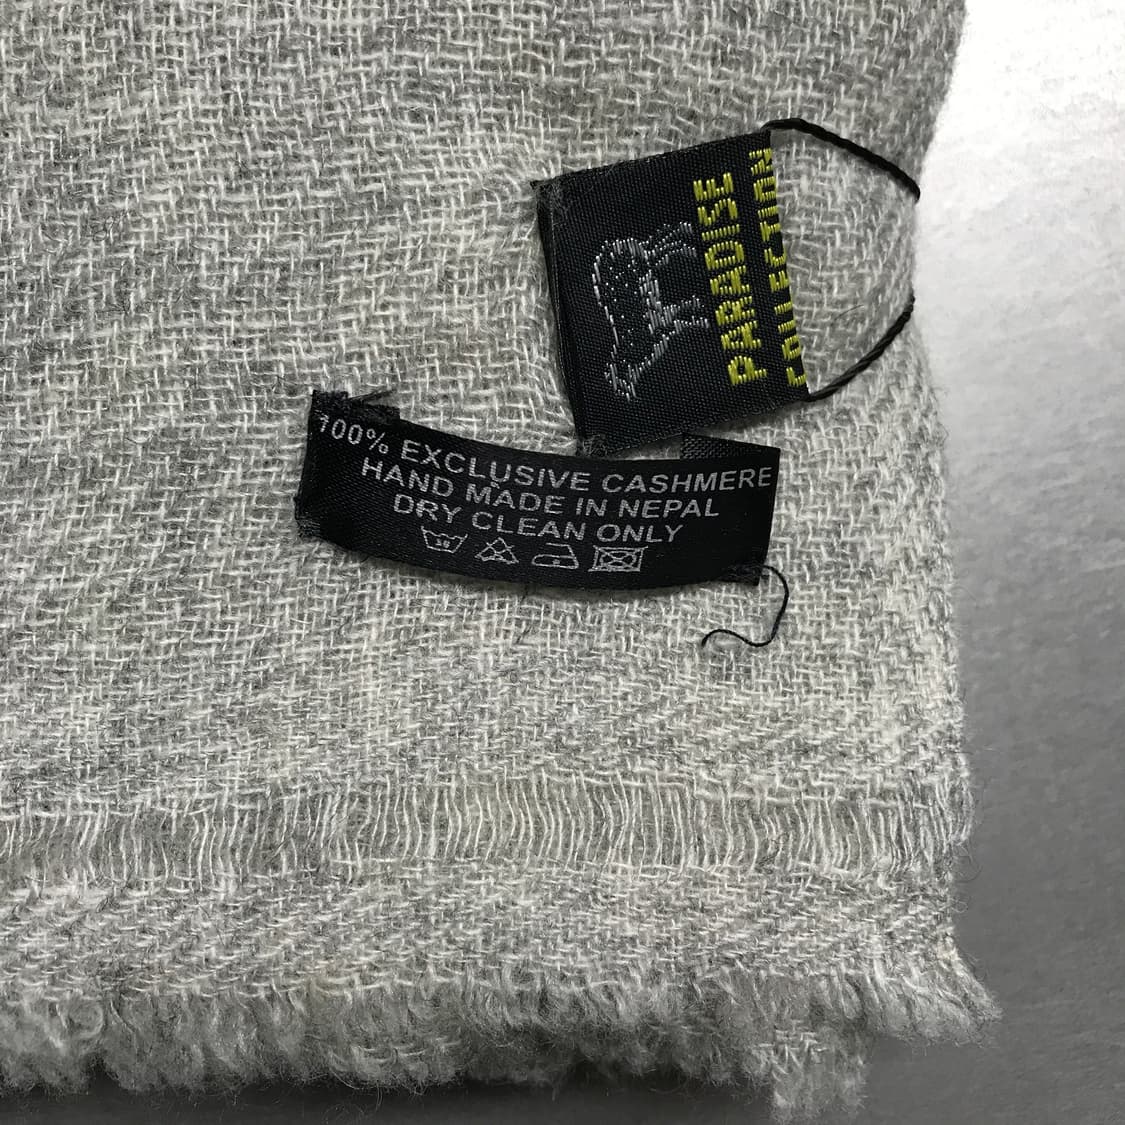 PARADISE
COLLECTION
100% EXCLUSIVE CASHMERE
HAND MADE IN NEPAL
DRY CLEAN ONLY